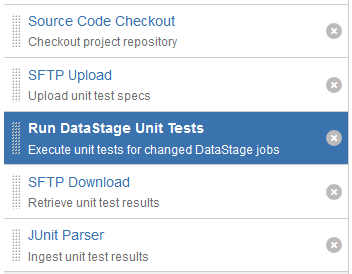 Source Code Checkout
Checkout project repository
SFTP Upload
Upload unit test specs
Run DataStage Unit Tests
Execute unit tests for changed DataStage jobs
SFTP Download
Retrieve unit test results
JUnit Parser
Ingest unit test results